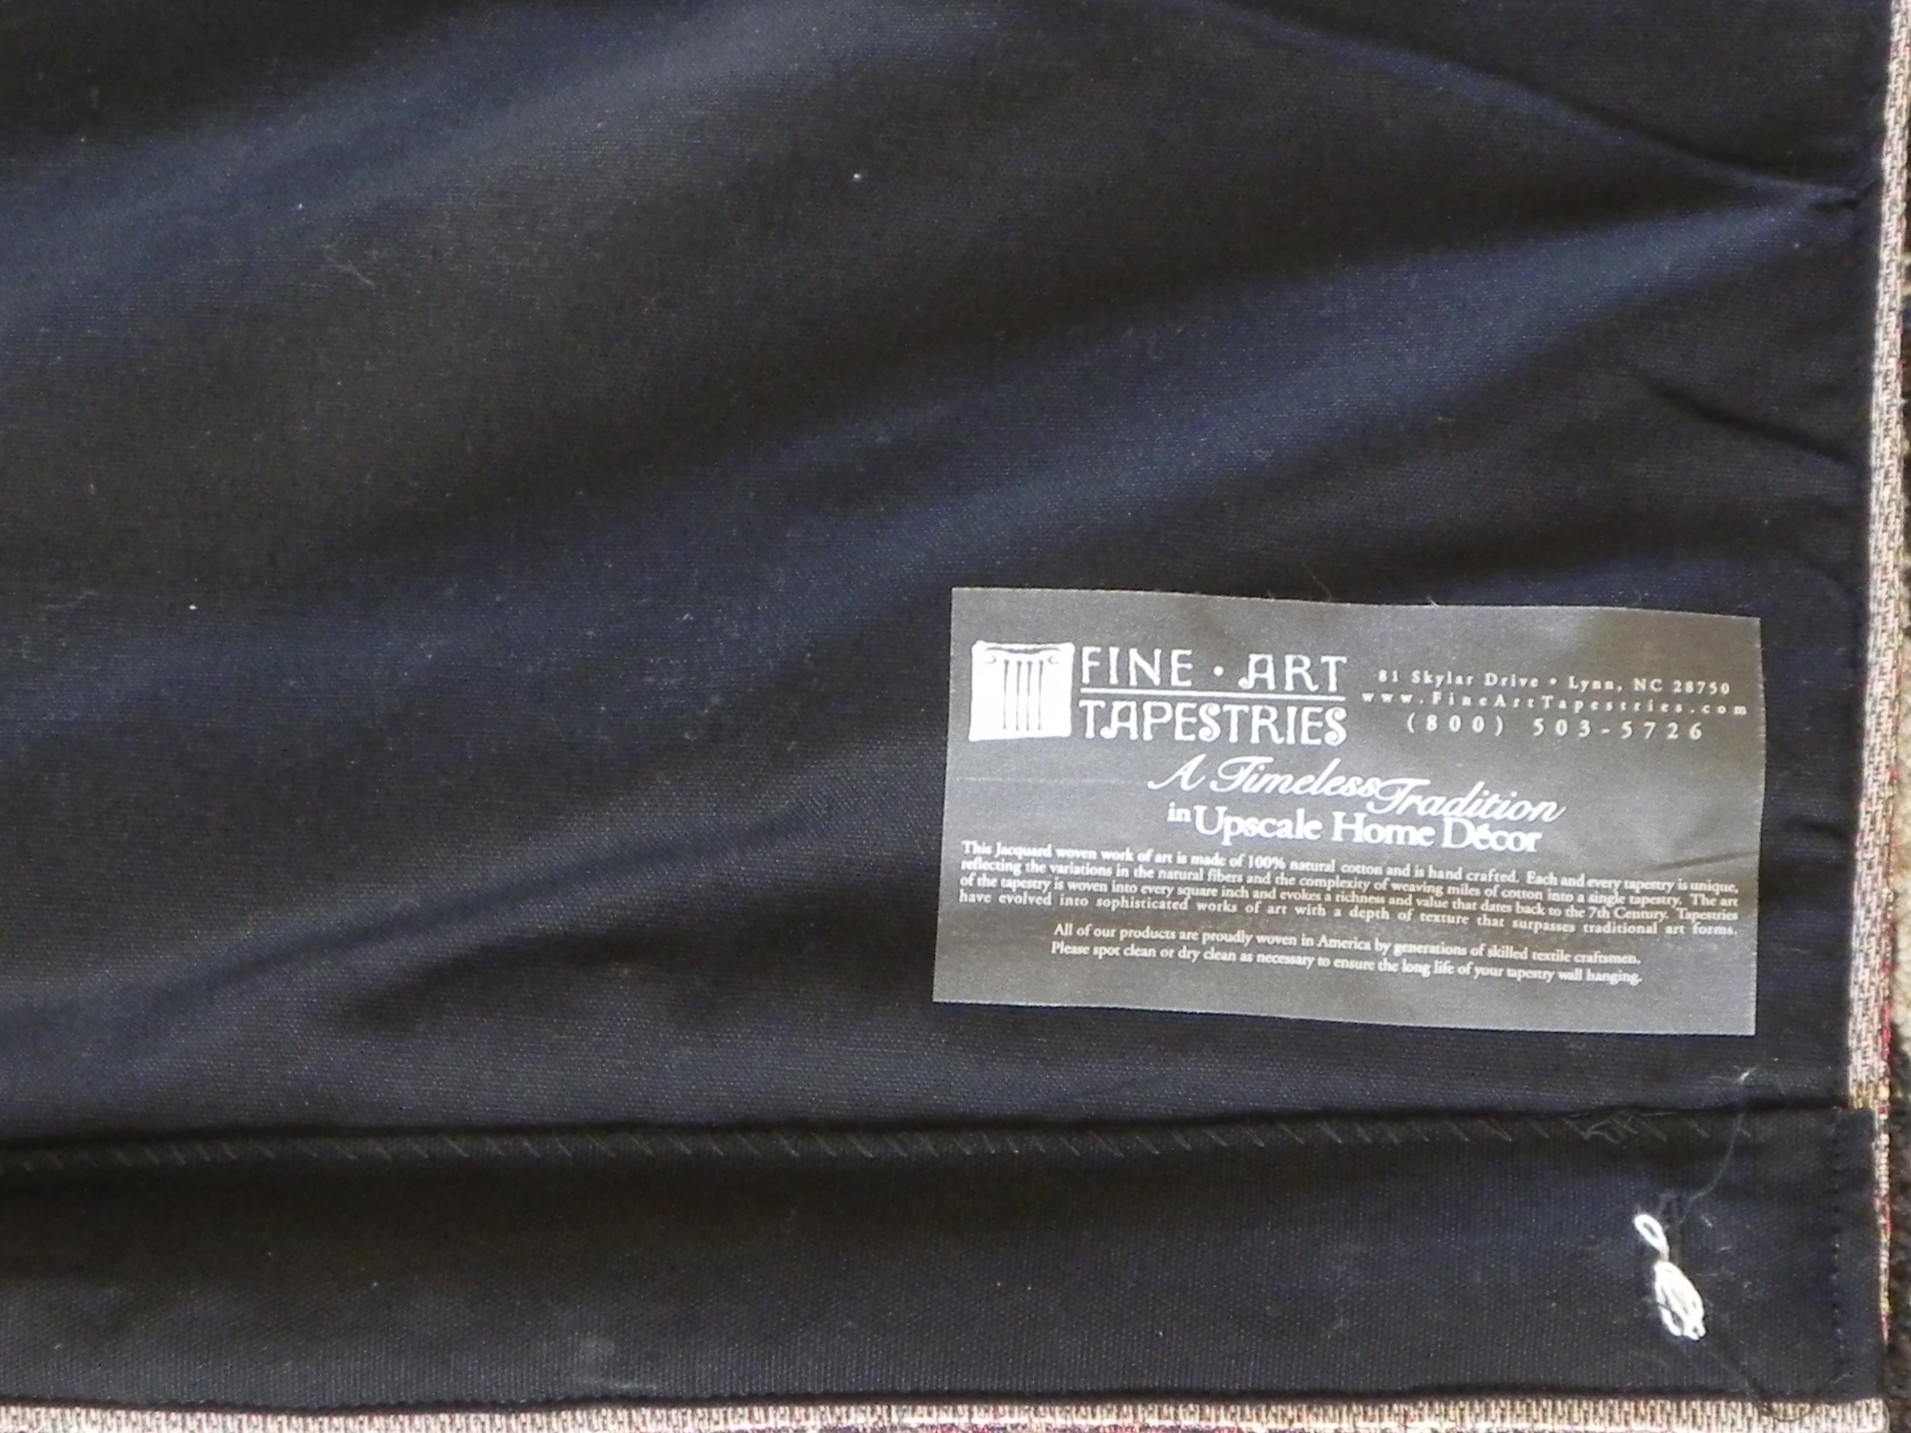 FINE • ART
TAPESTRIES
81 Skylar Drive • Lynn, NC 28750
www.FineArtTapestries.com
(800) 503-5726
A Timeless Tradition
in Upscale Home Décor
This Jacquard woven work of art is made of 100% natural cotton and is hand crafted. Each and every tapestry is unique,
reflecting the variations in the natural fibers and the complexity of weaving miles of cotton into a single tapestry. The art
of the tapestry is woven into every square inch and evokes a richness and value that dates back to the 7th Century. Tapestries
have evolved into sophisticated works of art with a depth of texture that surpasses traditional art forms.
All of our products are proudly woven in America by generations of skilled textile craftsmen.
Please spot clean or dry clean as necessary to ensure the long life of your tapestry wall hanging.